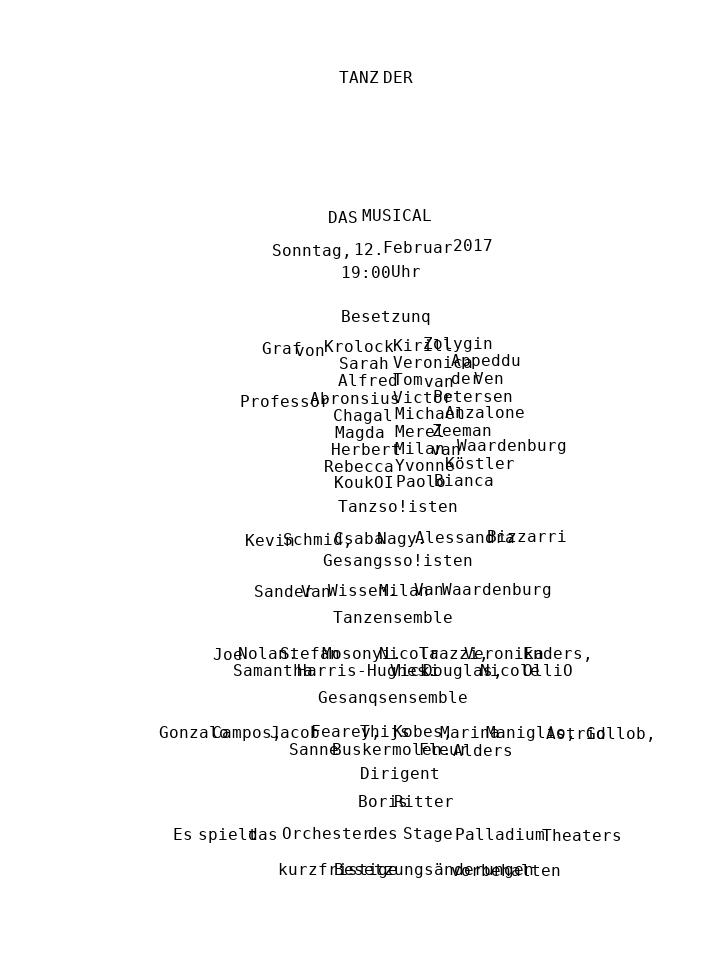 TANZ DER
DAS MUSICAL
Sonntag, 12. Februar 2017
19:00 Uhr
Besetzunq
Graf von Krolock Kirill Zolygin
Sarah Veronica Appeddu
Alfred Tom van der Ven
Professor Abronsius Victor Petersen
Chagal Michael Anzalone
Magda Merel Zeeman
Herbert Milan van Waardenburg
Rebecca Yvonne Köstler
KoukOI Paolo Bianca
Tanzso!isten
Kevin Schmid, Csaba Nagy. Alessandra Bizzarri
Gesangsso!isten
Sander Van Wissen. Milan Van Waardenburg
Tanzensemble
Joe Nolan. Stefan Mosonyi. Nicola Trazzi, Veronika Enders,
Samantha Harris-Hughes. Vicki Douglas, Nicole OlliO
Gesanqsensemble
Gonzalo Campos, Jacob Fearey, Thijs Kobes, Marina Maniglio, Astrid Gollob,
Sanne Buskermolen. Fleur Alders
Dirigent
Boris Ritter
Es spielt das Orchester des Stage Palladium Theaters
kurzfristige Besetzungsänderungen vorbehalten